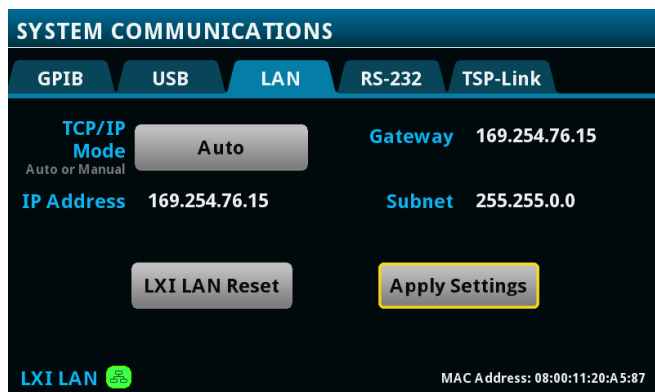 SYSTEM COMMUNICATIONS
GPIB USB LAN RS-232 TSP-Link
TCP/IP
Mode
Auto or Manual
Auto
Gateway 169.254.76.15
IP Address 169.254.76.15
Subnet 255.255.0.0
LXI LAN Reset
Apply Settings
LXI LAN
MAC Address: 08:00:11:20:A5:87